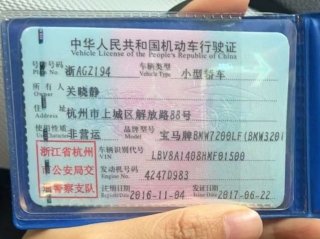 中华人民共和国机动车行驶证
Vehicle License of the People's Republic of China
号牌号码 浙AGZ194 车辆类型 小型轿车
Plate No. Vehicle Type
所有人 关晓静
Owner
住址 杭州市上城区解放路88号
Address
使用性质 非营运 品牌型号 宝马牌BMW7200LF(BMW320i
浙江省杭州 车辆识别代号 LBV8A1408HMF01500
VIN
公安局交 发动机号码 42470983
Engine No.
警察支队 注册日期 2016-11-04 发证日期 2017-06-22
Register Date Issue Date